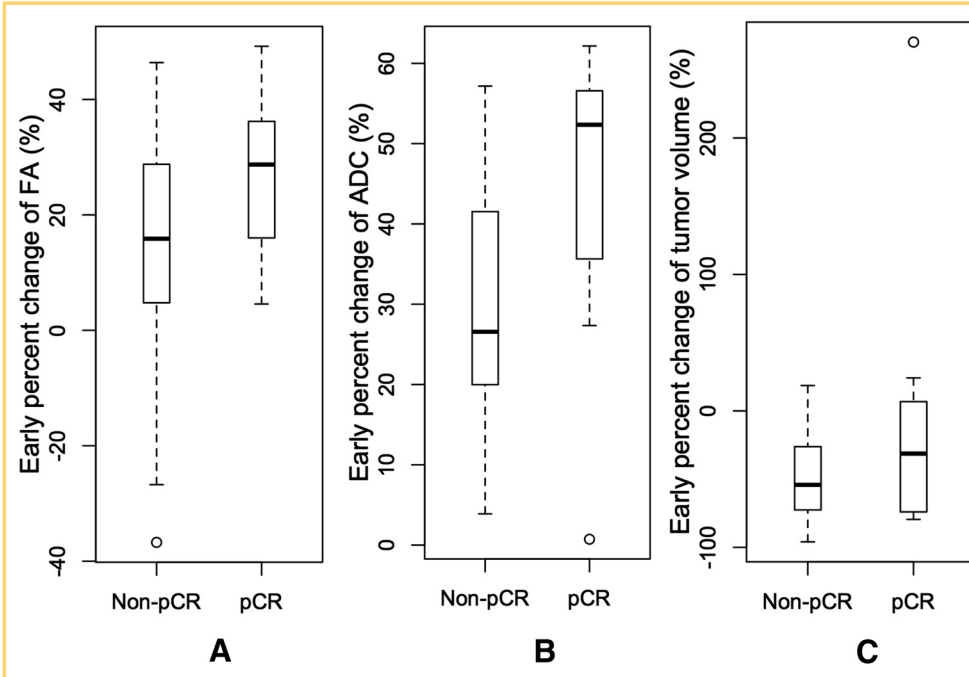 Early percent change of FA (%)
40
20
0
-20
-40
Non-pCR
pCR
A
Early percent change of ADC (%)
60
50
40
30
20
10
0
Non-pCR
pCR
B
Early percent change of tumor volume (%)
200
100
0
-100
Non-pCR
pCR
C